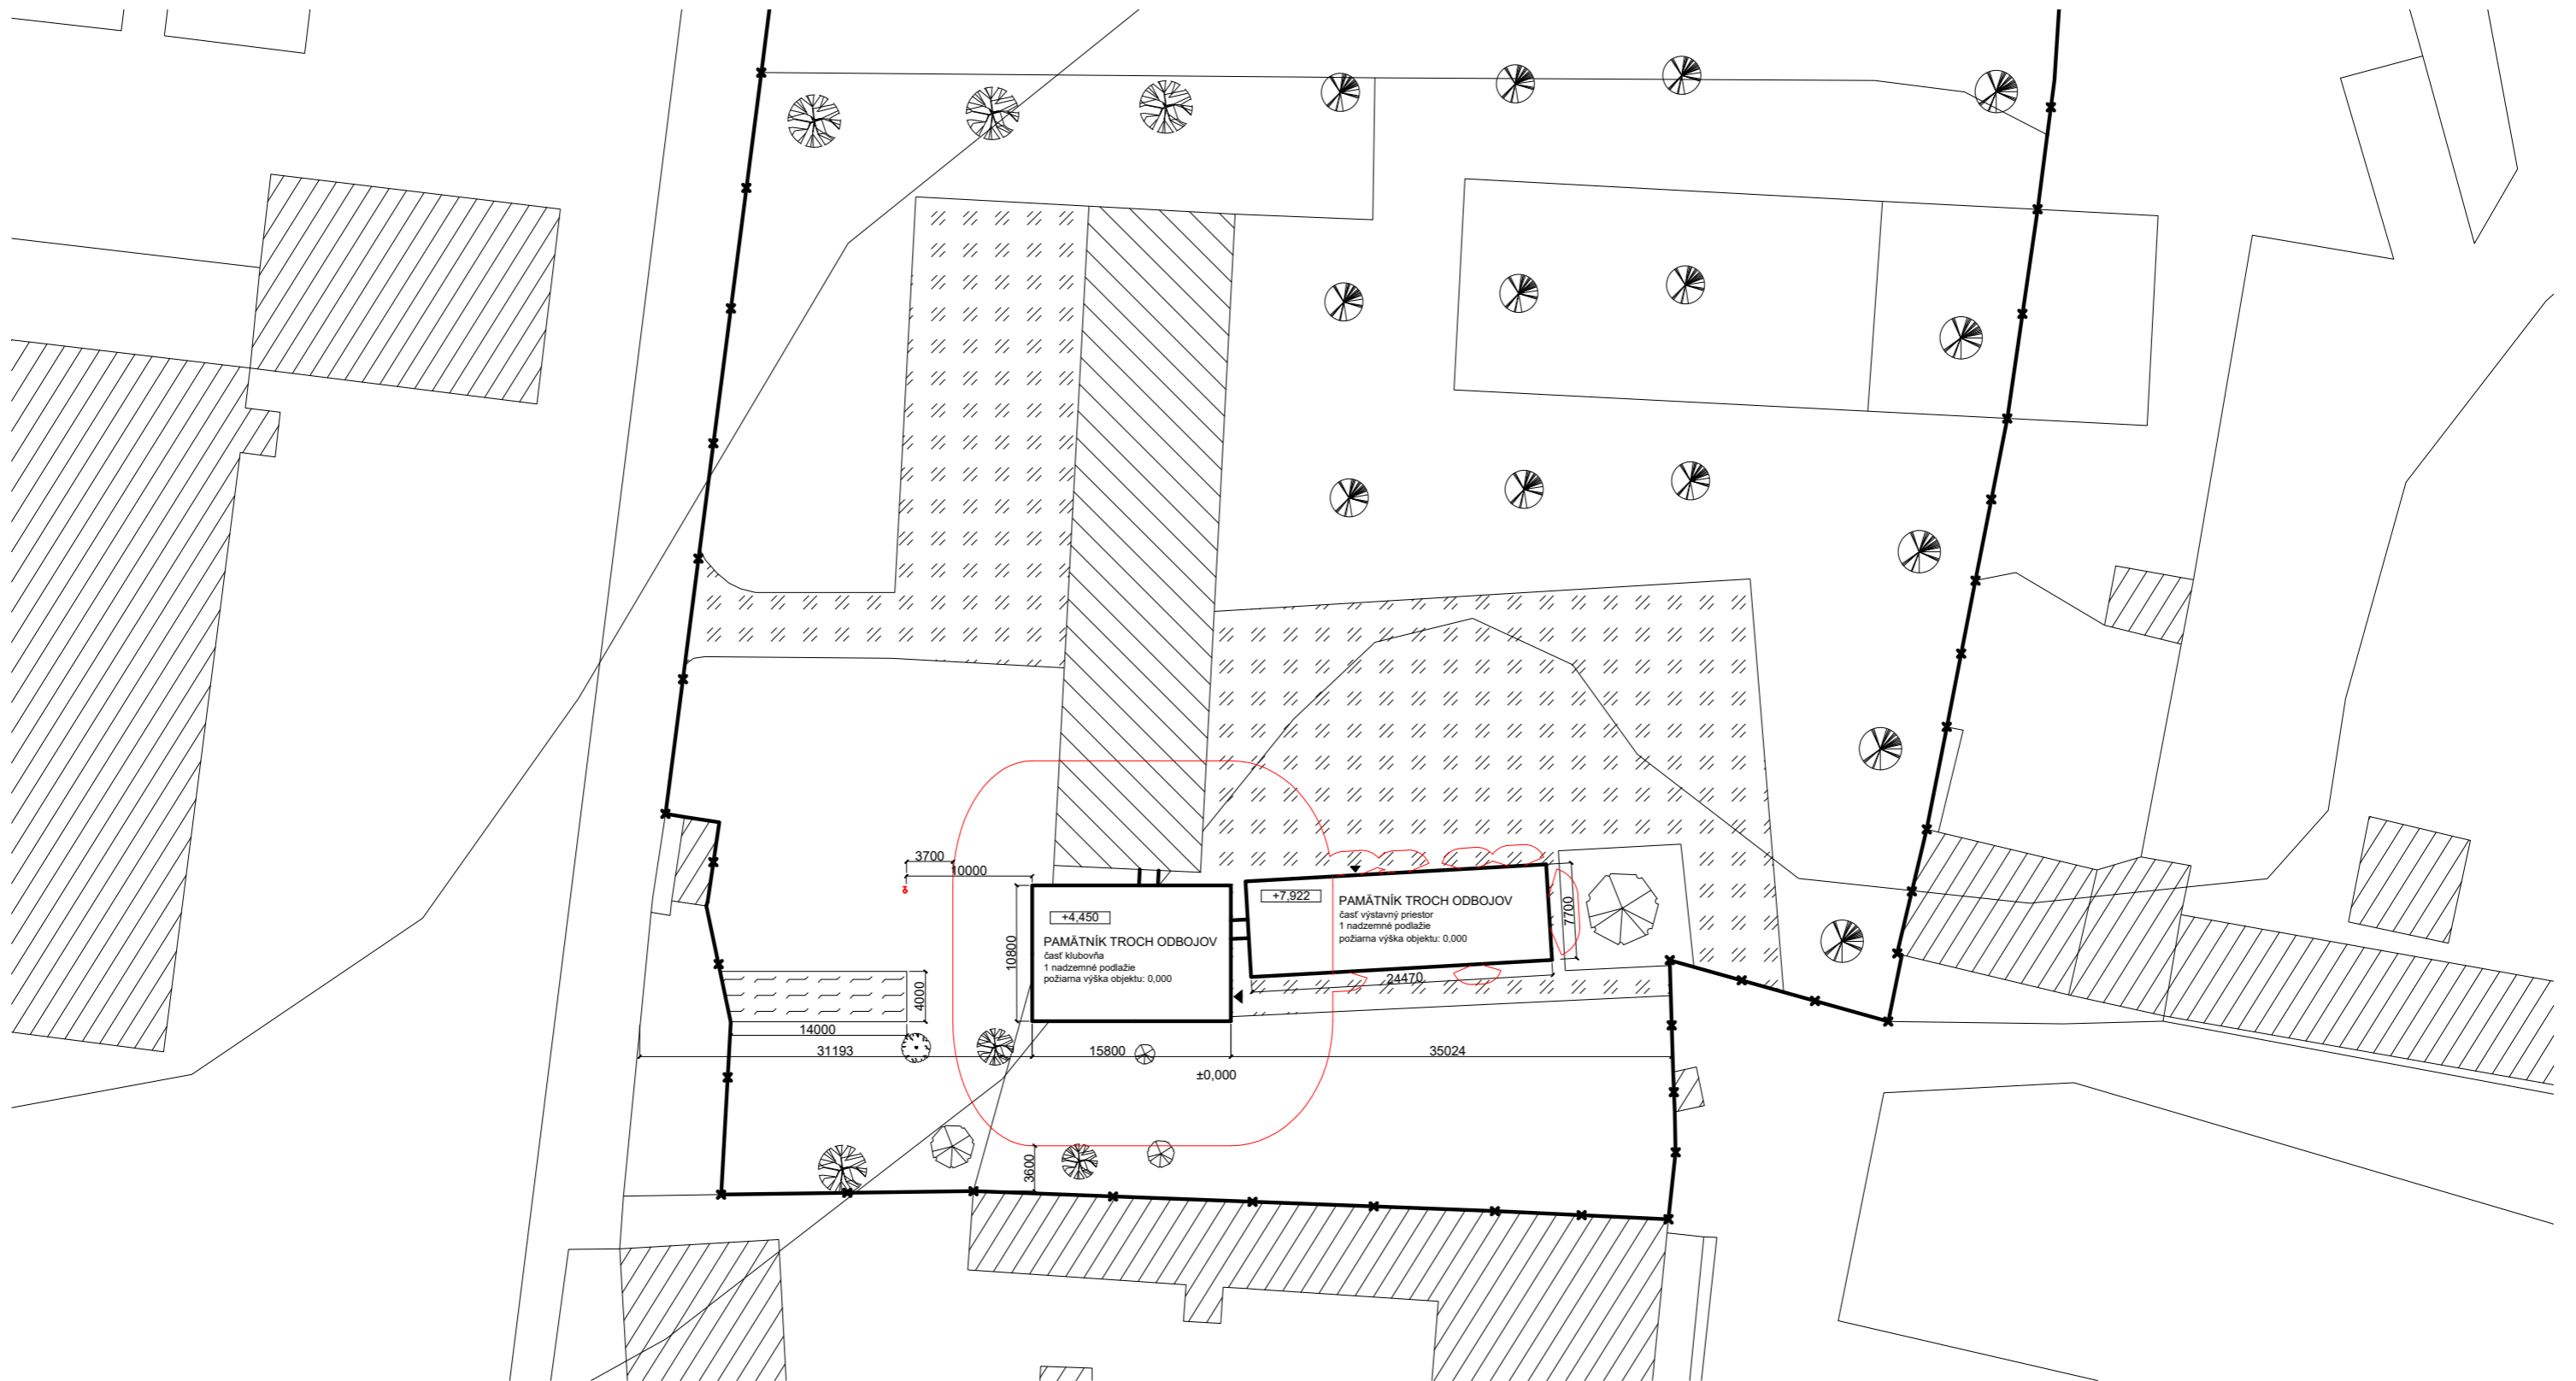 3700
10000
+4,450
PAMÄTNÍK TROCH ODBOJOV
časť klubovňa
1 nadzemné podlažie
požiarna výška objektu: 0,000
10800
+7,922
PAMÄTNÍK TROCH ODBOJOV
časť výstavný priestor
1 nadzemné podlažie
požiarna výška objektu: 0,000
7700
24470
4000
14000
31193
15800
35024
±0,000
3600